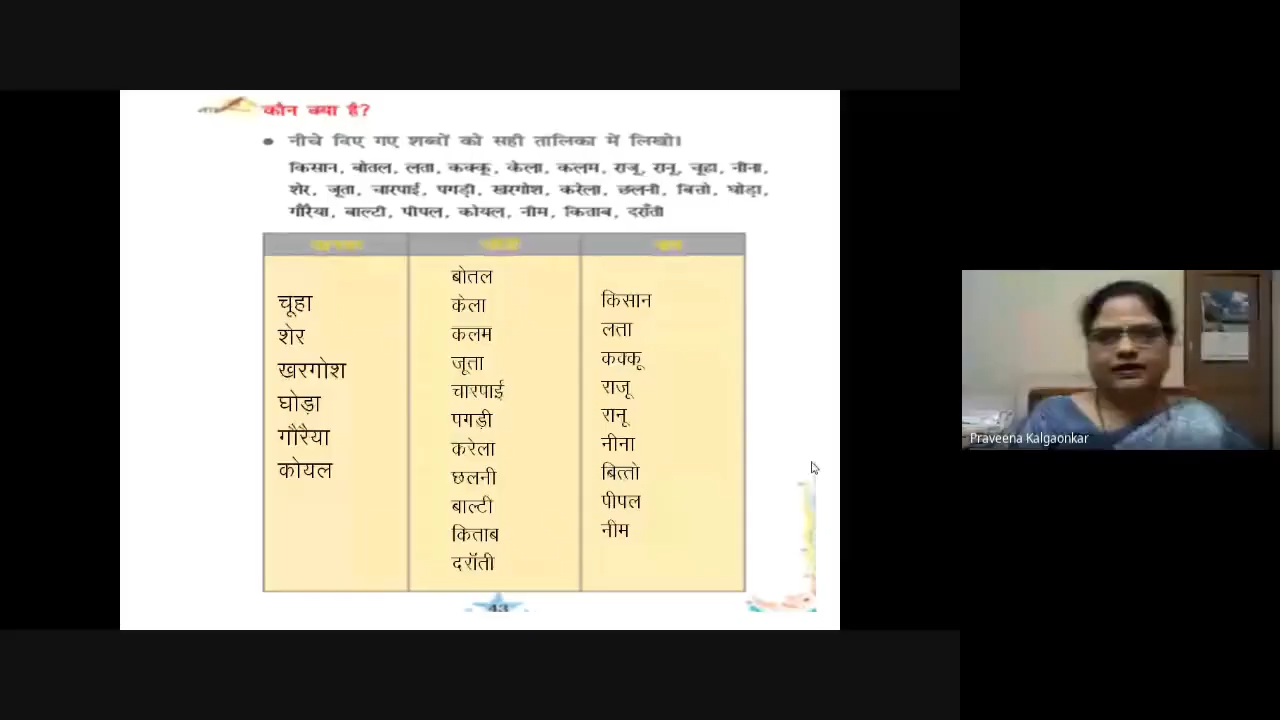 कौन क्या है?
● नीचे दिए गए शब्दों को सही तालिका में लिखो।
किसान, बोतल, लता, कक्कू, केला, कलम, राजू, रानू, चूहा, नीना,
शेर, जूता, चारपाई, पगड़ी, खरगोश, करेला, छलनी, बित्तो, घोड़ा,
गौरैया, बाल्टी, पीपल, कोयल, नीम, किताब, दराँती
चूहा
शेर
खरगोश
घोड़ा
गौरैया
कोयल
बोतल
केला
कलम
जूता
चारपाई
पगड़ी
करेला
छलनी
बाल्टी
किताब
दरॉती
किसान
लता
कक्कू
राजू
रानू
नीना
बित्तो
पीपल
नीम
43
Praveena Kalgaonkar